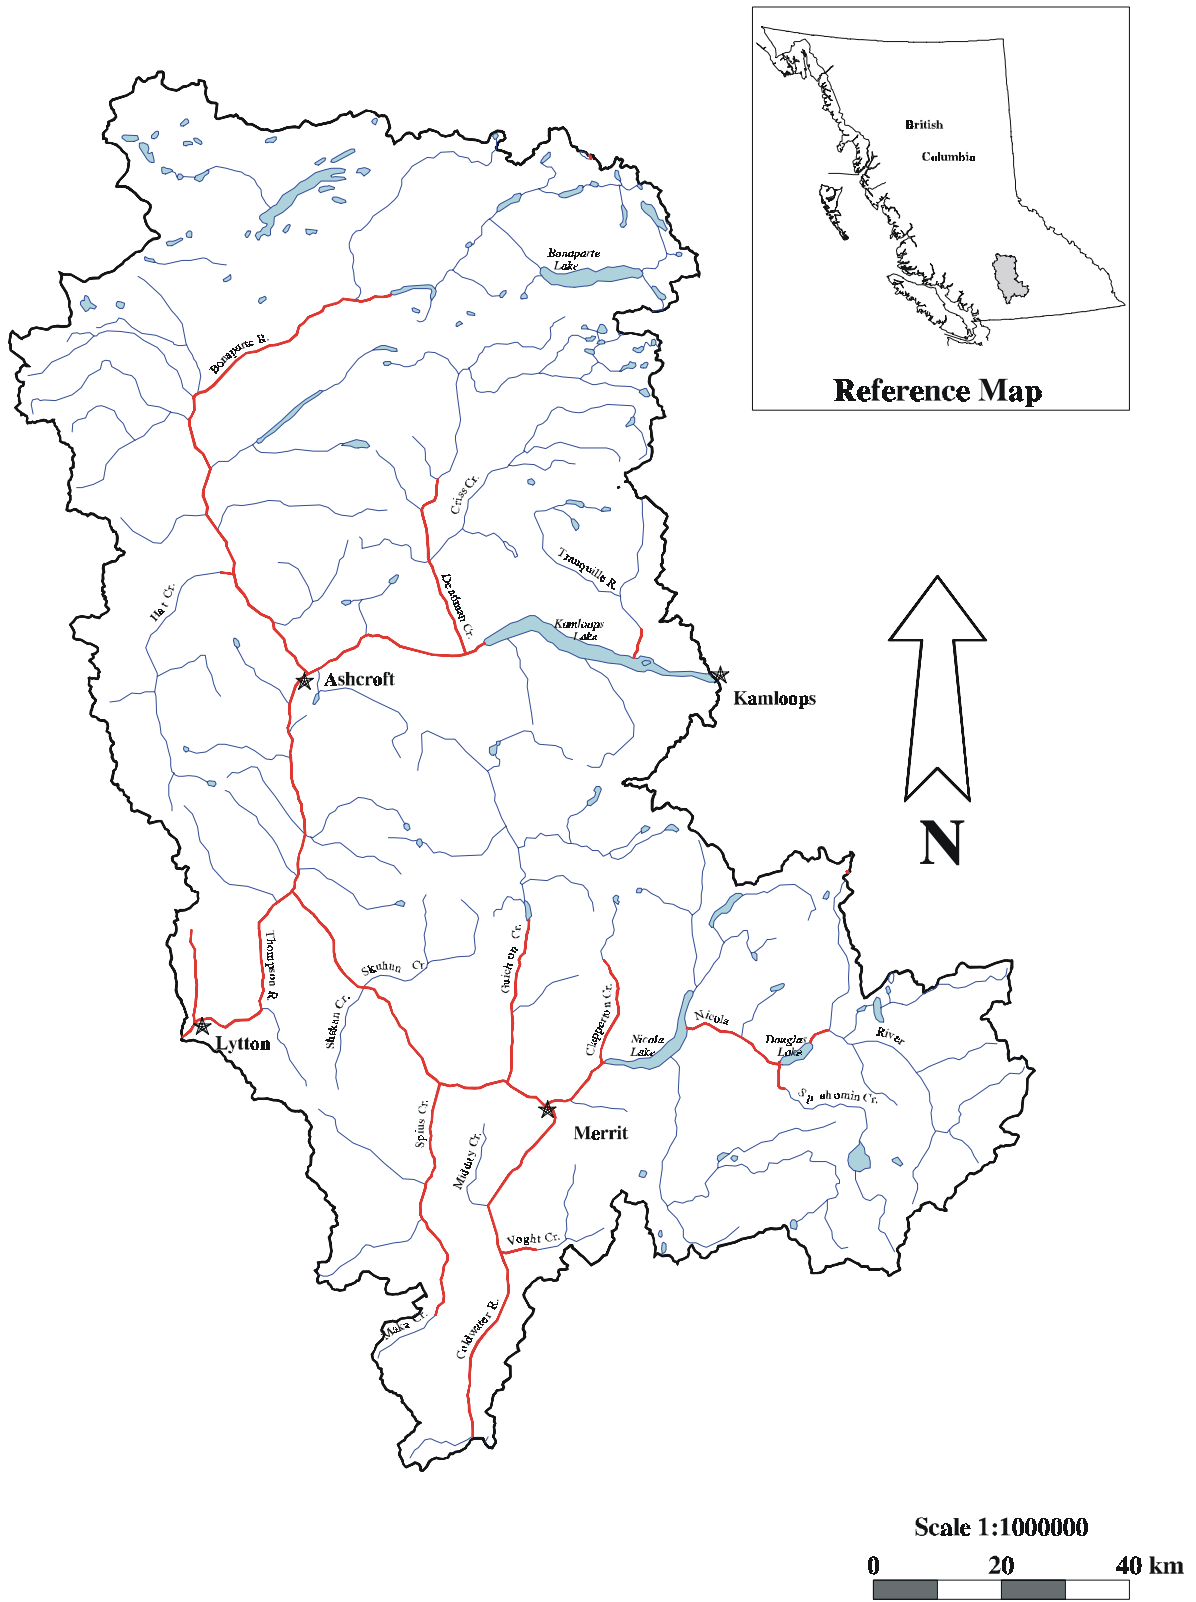 British
Columbia
Reference Map
Bonaparte
Lake
Bonaparte R.
Criss Cr.
Tranquille R.
Hat Cr.
Deadman Cr.
Kamloops
Lake
Ashcroft
Kamloops
N
Thompson R.
Skuhun Cr
Guichon Cr.
Shakan Cr.
Clapperton Cr.
Lytton
Nicola
Lake
Nicola
Douglas
Lake
River
Spahomin Cr.
Spius Cr.
Merrit
Midday Cr.
Voght Cr.
Maka Cr.
Coldwater R.
Scale 1:1000000
0 20 40 km